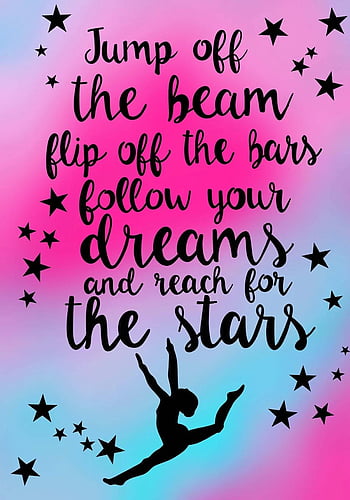 Jump off
the beam
flip off the bars
follow your
dreams
and reach for
the stars